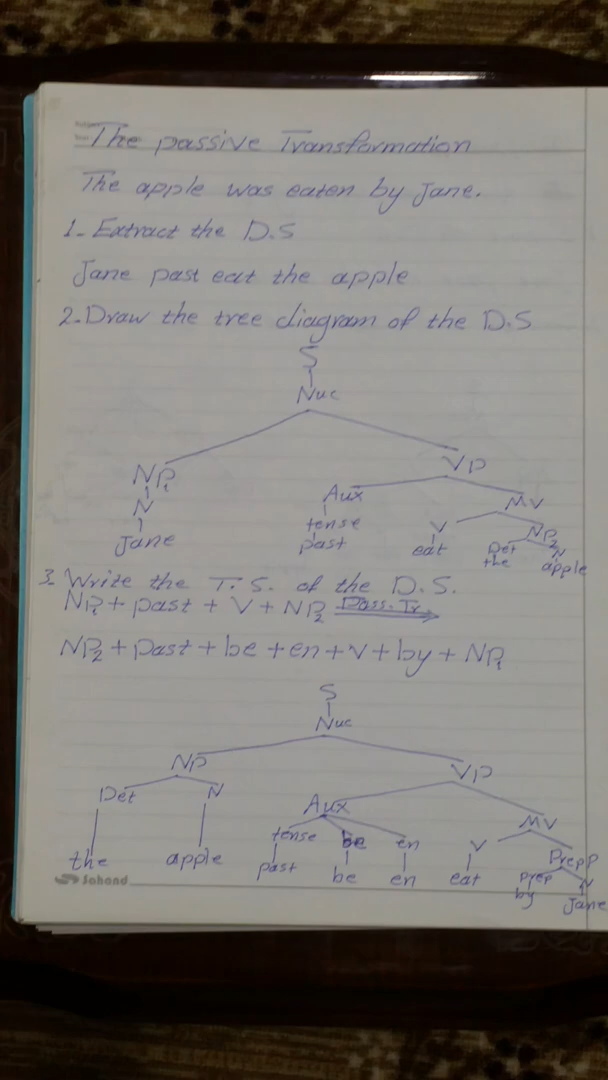 The passive Transformation
The apple was eaten by Jane.
1- Extract the D.S
Jane past eat the apple
2. Draw the tree diagram of the D.S
S
Nuc
NP1 VP
N Aux MV
Jane tense V NP2
past eat Det N
the apple
3- Write the T.S. of the D.S.
NP1 + past + V + NP2 Pass. Tr
NP2 + past + be + en + V + by + NP1
S
Nuc
NP VP
Det N Aux MV
tense be en V PrepP
the apple past be en eat prep N
by Jane
Sahand